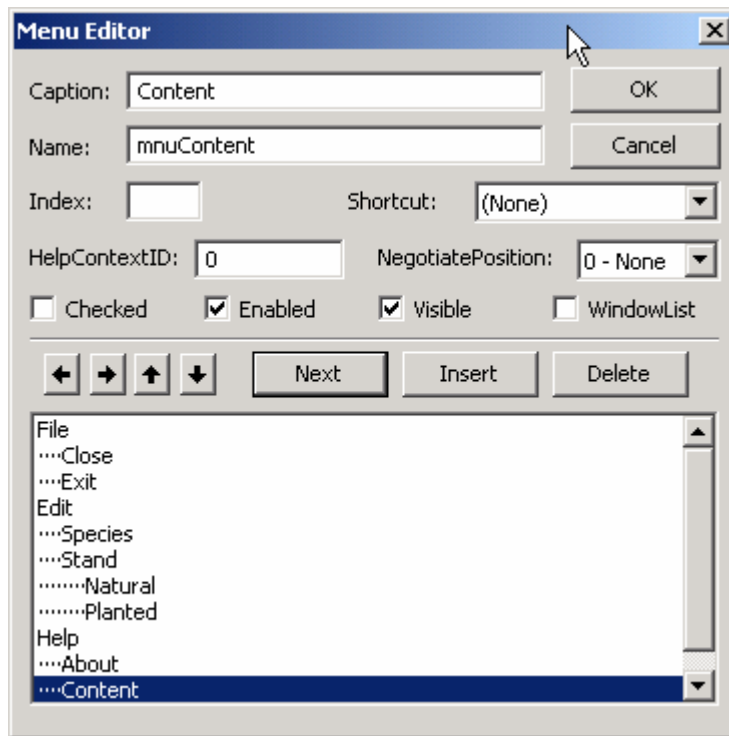 Menu Editor
Caption: Content OK
Name: mnuContent Cancel
Index: Shortcut: (None)
HelpContextID: 0 NegotiatePosition: 0 - None
Checked Enabled Visible WindowList
Next Insert Delete
File
····Close
····Exit
Edit
····Species
····Stand
········Natural
········Planted
Help
····About
····Content